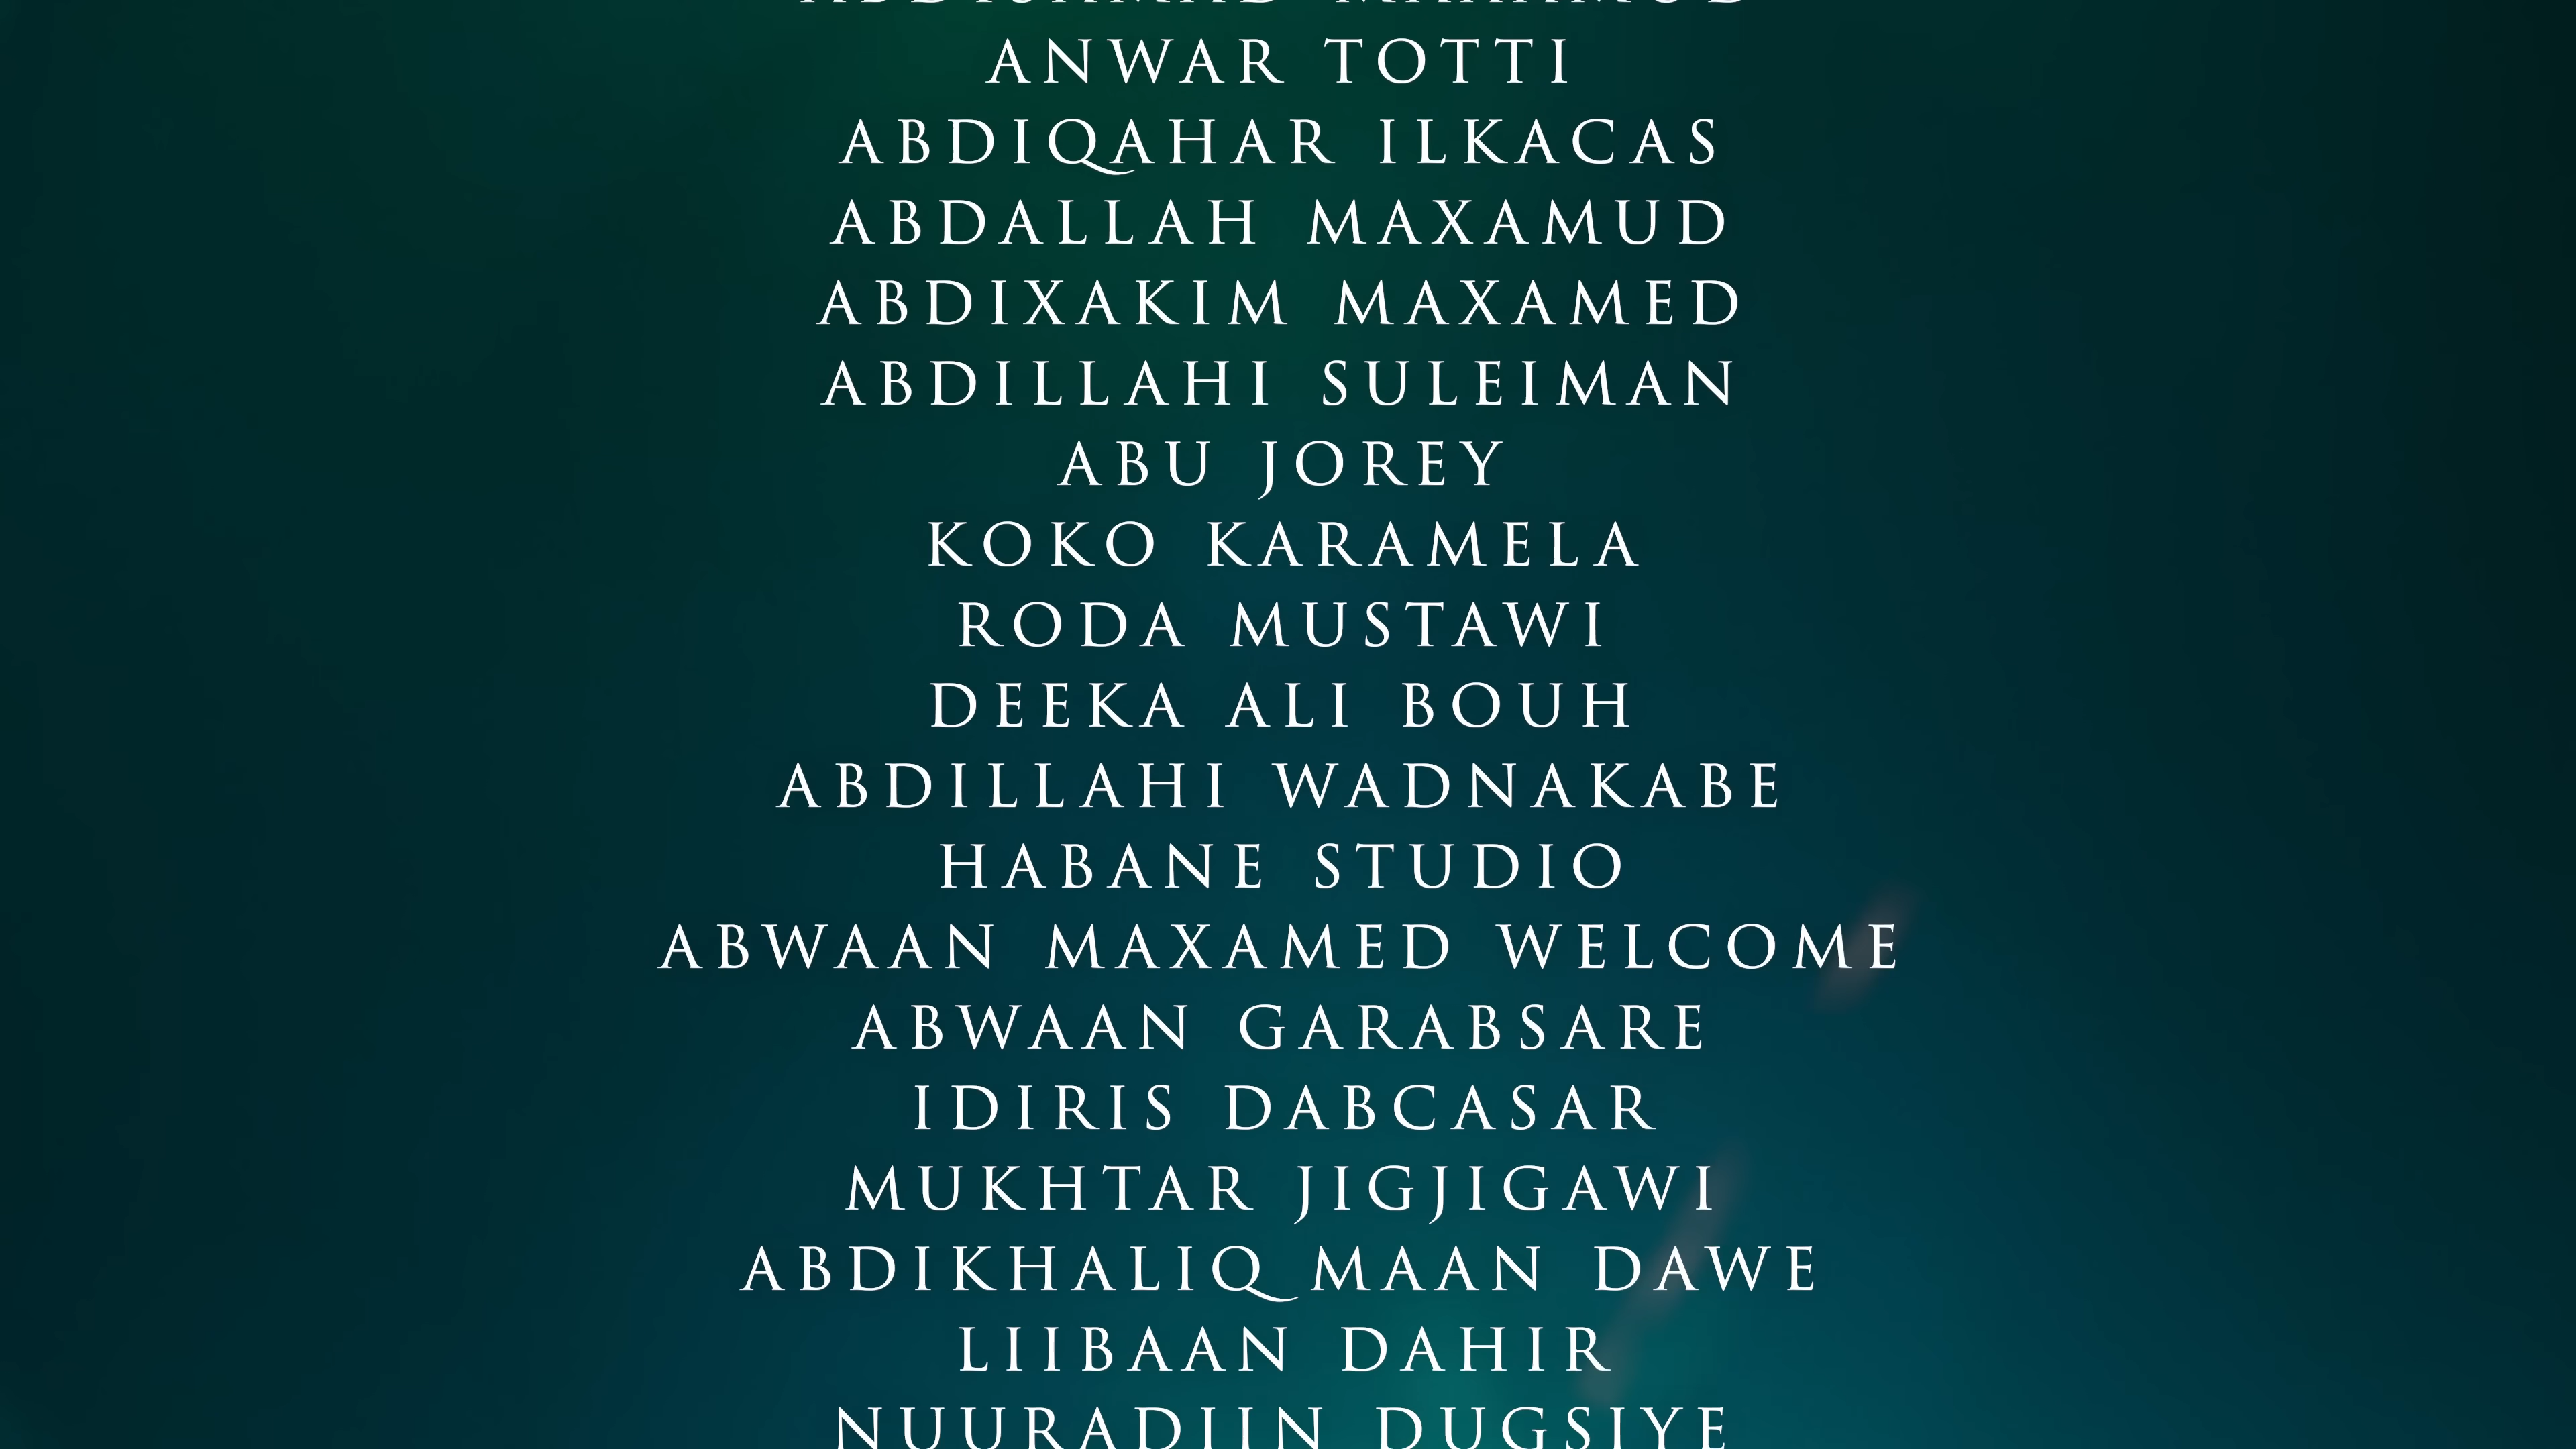 ANWAR TOTTI
ABDIQAHAR ILKACAS
ABDALLAH MAXAMUD
ABDIXAKIM MAXAMED
ABDILLAHI SULEIMAN
ABU JOREY
KOKO KARAMELA
RODA MUSTAWI
DEEKA ALI BOUH
ABDILLAHI WADNAKABE
HABANE STUDIO
ABWAAN MAXAMED WELCOME
ABWAAN GARABSARE
IDIRIS DABCASAR
MUKHTAR JIGJIGAWI
ABDIKHALIQ MAAN DAWE
LIIBAAN DAHIR
NUURADIIN DUGSIYE